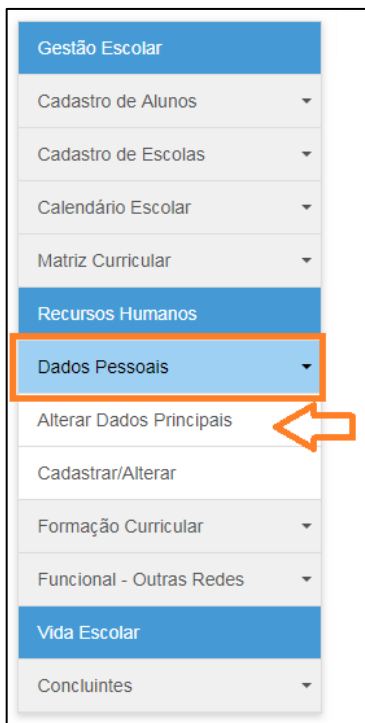 Gestão Escolar
Cadastro de Alunos
Cadastro de Escolas
Calendário Escolar
Matriz Curricular
Recursos Humanos
Dados Pessoais
Alterar Dados Principais
Cadastrar/Alterar
Formação Curricular
Funcional - Outras Redes
Vida Escolar
Concluintes